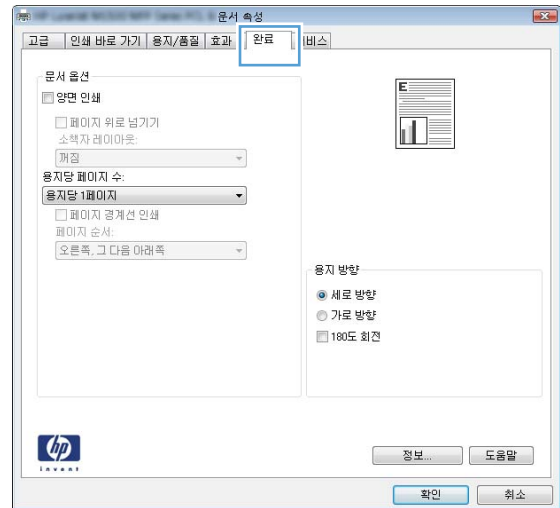 문서 속성
고급 인쇄 바로 가기 용지/품질 효과 완료 비스
문서 옵션
양면 인쇄
페이지 위로 넘기기
소책자 레이아웃:
꺼짐
용지당 페이지 수:
용지당 1페이지
페이지 경계선 인쇄
페이지 순서:
오른쪽, 그 다음 아래쪽
E
용지 방향
세로 방향
가로 방향
180도 회전
hp
invent
정보... 도움말
확인 취소